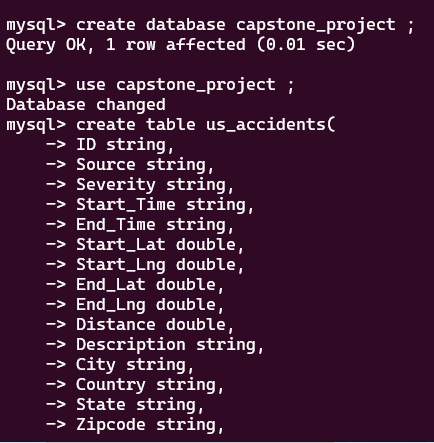 mysql> create database capstone_project ;
Query OK, 1 row affected (0.01 sec)
mysql> use capstone_project ;
Database changed
mysql> create table us_accidents(
    -> ID string,
    -> Source string,
    -> Severity string,
    -> Start_Time string,
    -> End_Time string,
    -> Start_Lat double,
    -> Start_Lng double,
    -> End_Lat double,
    -> End_Lng double,
    -> Distance double,
    -> Description string,
    -> City string,
    -> Country string,
    -> State string,
    -> Zipcode string,